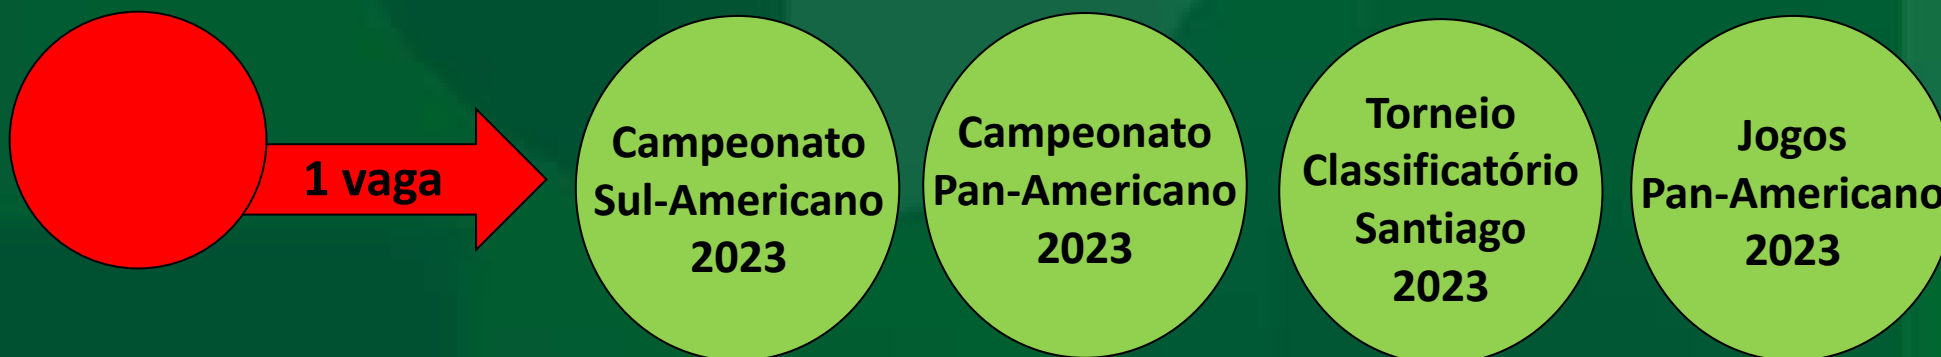 1 vaga
Campeonato
Sul-Americano
2023
Campeonato
Pan-Americano
2023
Torneio
Classificatório
Santiago
2023
Jogos
Pan-Americano
2023